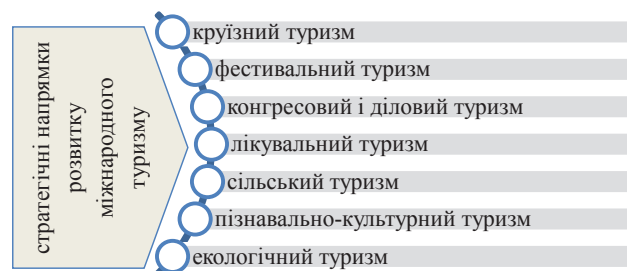 стратегічні напрямки
розвитку
міжнародного
туризму
круїзний туризм
фестивальний туризм
конгресовий і діловий туризм
лікувальний туризм
сільський туризм
пізнавально-культурний туризм
екологічний туризм